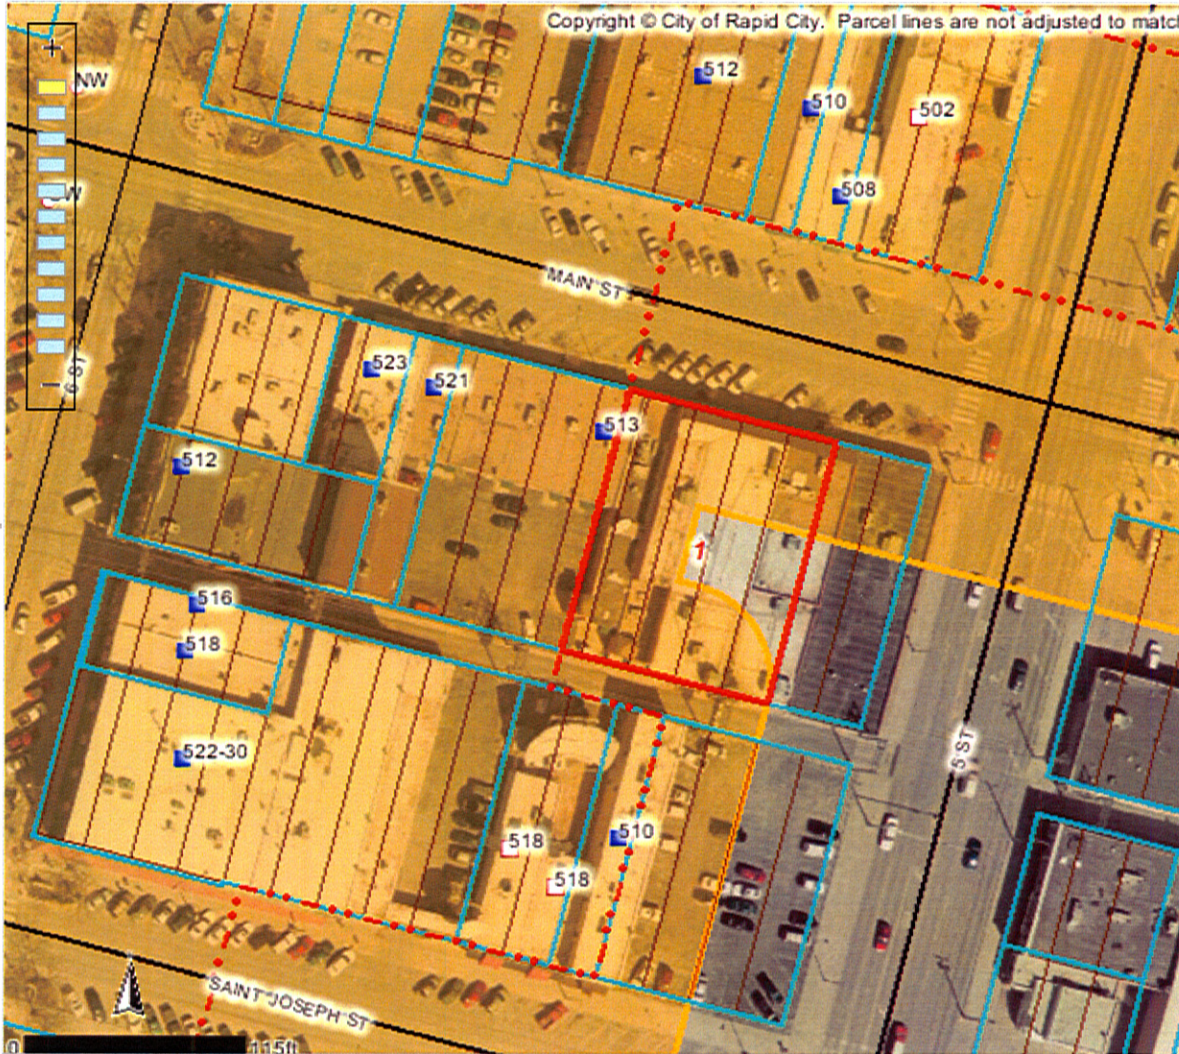 Copyright © City of Rapid City. Parcel lines are not adjusted to matc
+
NW
512
510
502
508
MAIN ST
523
521
513
512
1
516
518
522-30
5 ST
510
518
518
SAINT JOSEPH ST
0 115ft